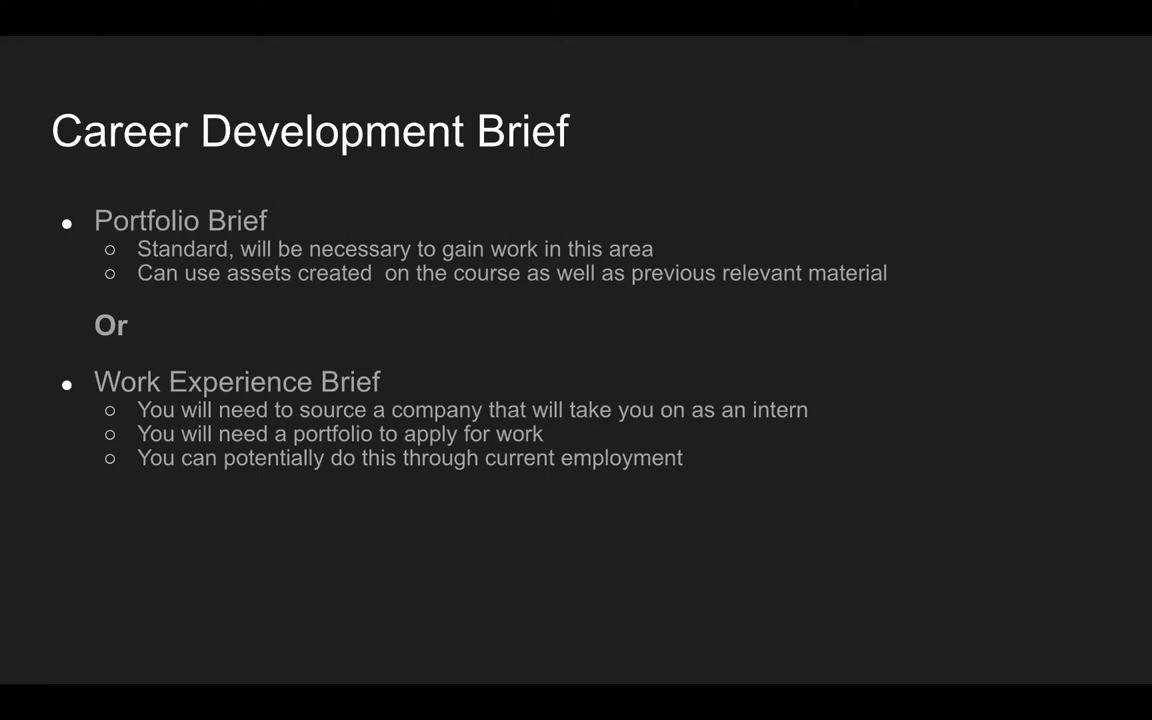 Career Development Brief
● Portfolio Brief
○ Standard, will be necessary to gain work in this area
○ Can use assets created  on the course as well as previous relevant material
Or
● Work Experience Brief
○ You will need to source a company that will take you on as an intern
○ You will need a portfolio to apply for work
○ You can potentially do this through current employment